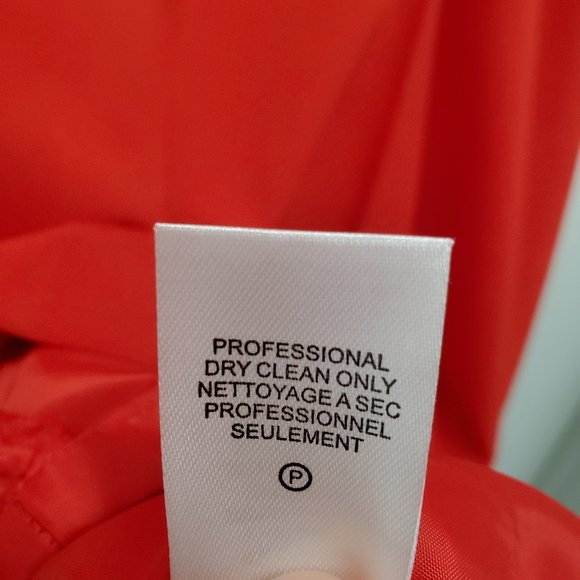 PROFESSIONAL
DRY CLEAN ONLY
NETTOYAGE A SEC
PROFESSIONNEL
SEULEMENT
P